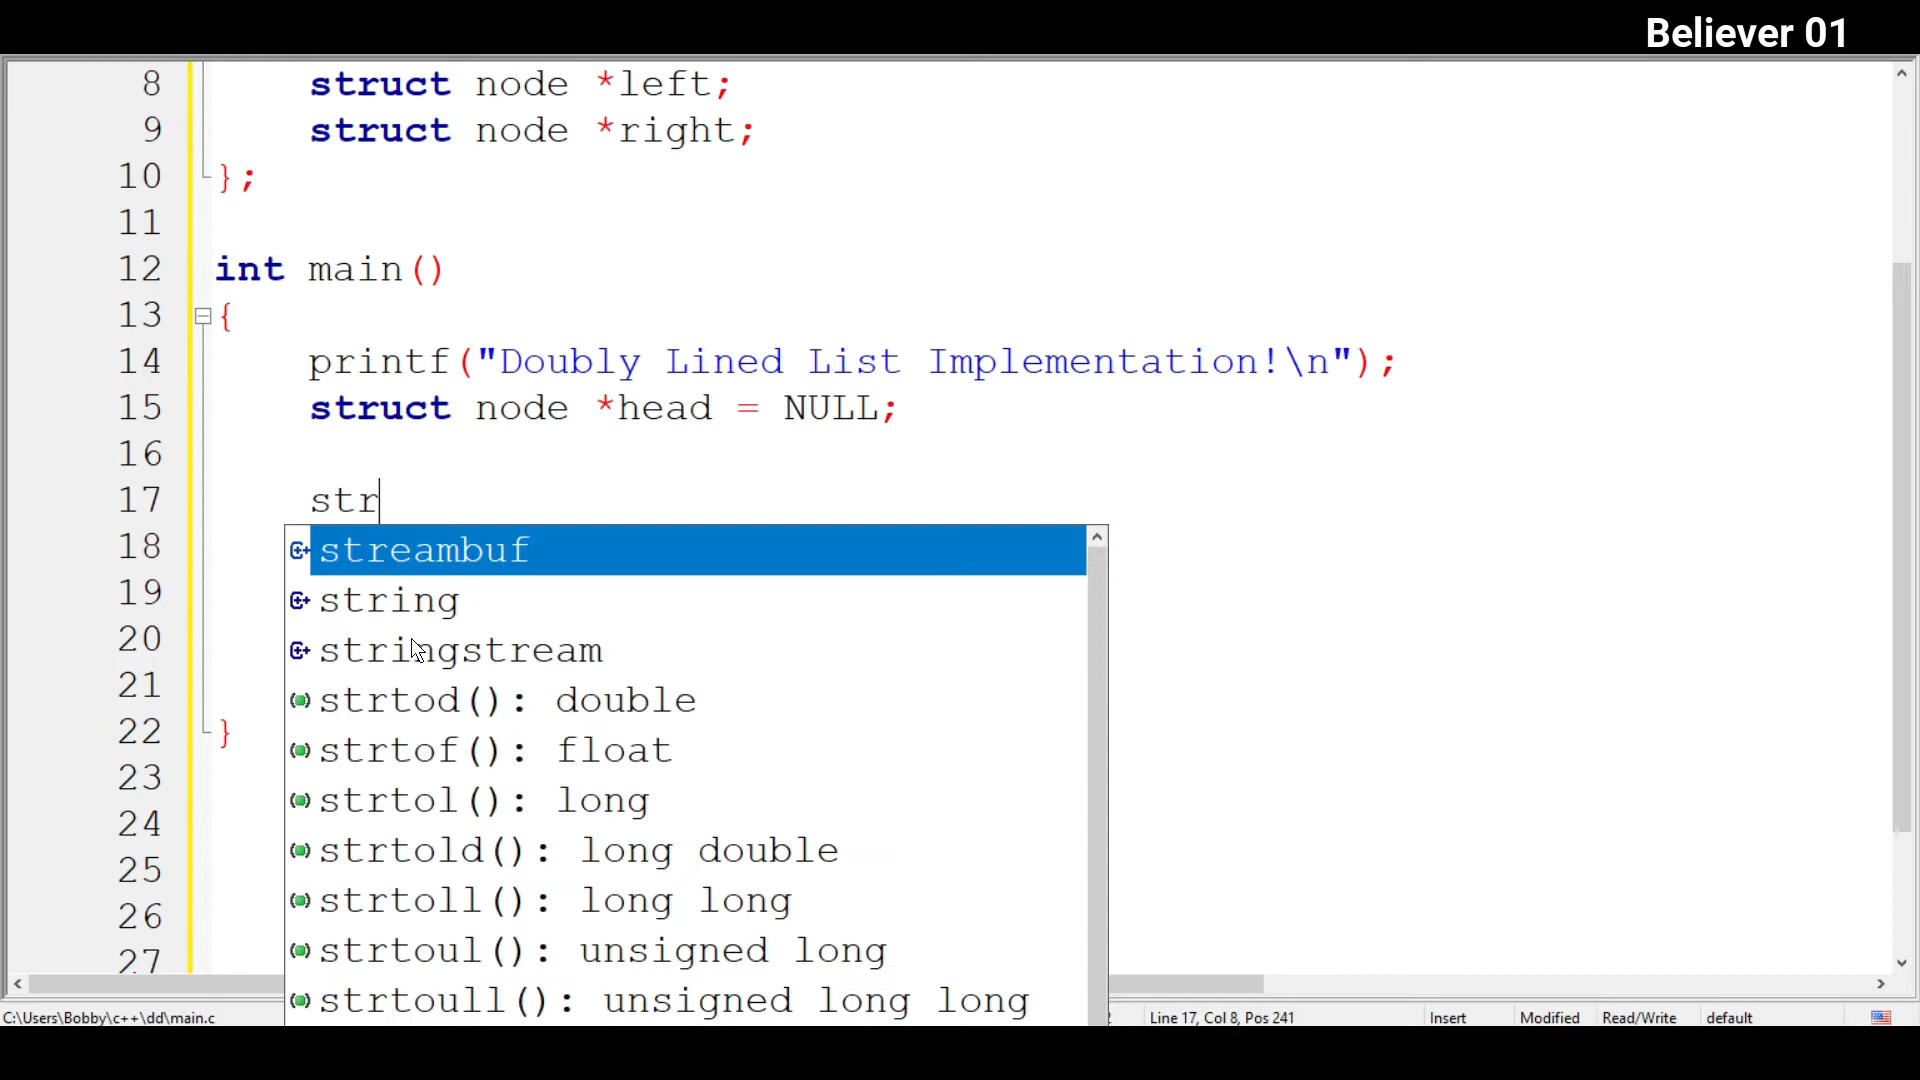 Believer 01
8 struct node *left;
9 struct node *right;
10 };
11
12 int main()
13 {
14 printf("Doubly Lined List Implementation!\n");
15 struct node *head = NULL;
16
17 str
18 streambuf
19 string
20 stringstream
21 strtod(): double
22 } strtof(): float
23 strtol(): long
24 strtold(): long double
25 strtoll(): long long
26 strtoul(): unsigned long
27 strtoull(): unsigned long long
C:\Users\Bobby\c++\dd\main.c Line 17, Col 8, Pos 241 Insert Modified Read/Write default